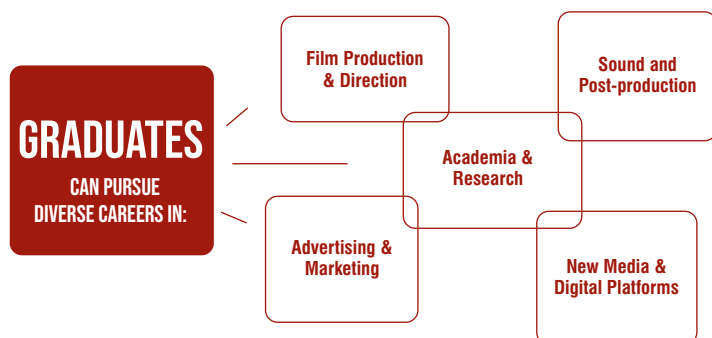 GRADUATES
CAN PURSUE
DIVERSE CAREERS IN:
Film Production
& Direction
Sound and
Post-production
Academia &
Research
Advertising &
Marketing
New Media &
Digital Platforms